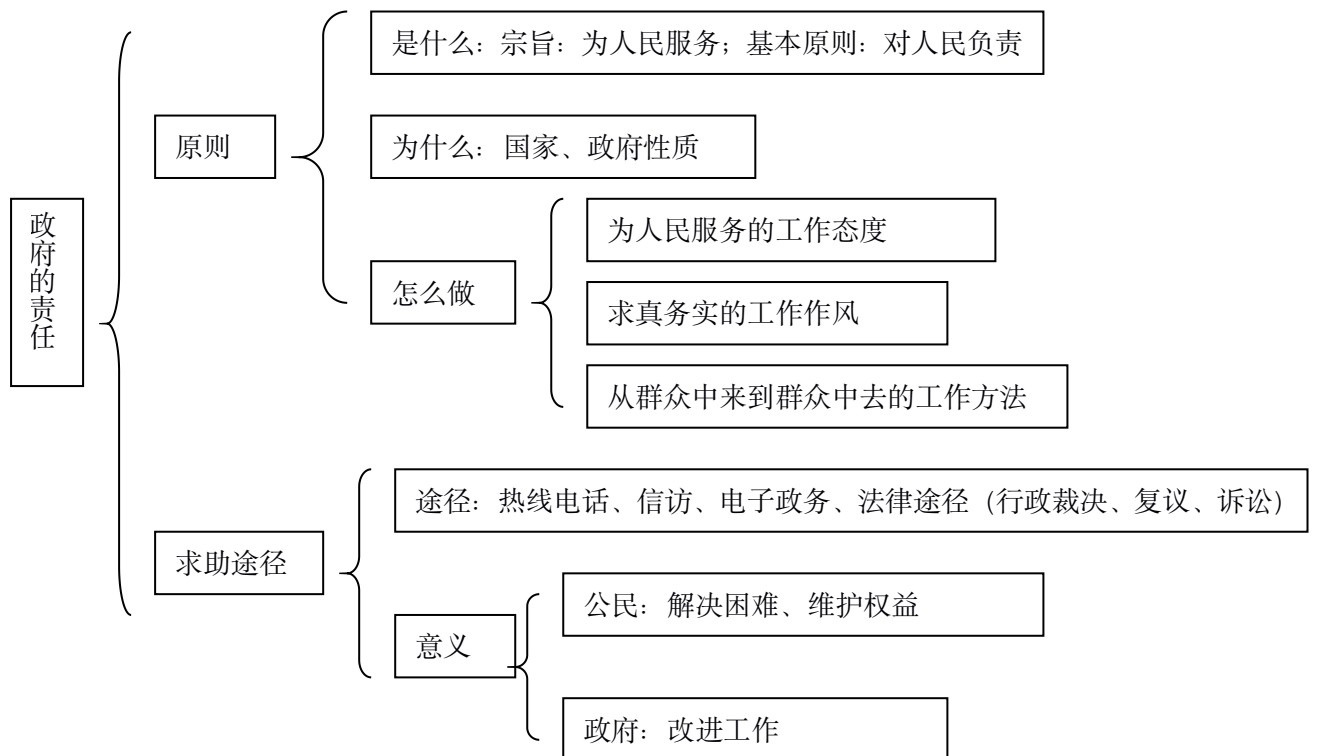 政府的责任
原则
是什么：宗旨：为人民服务；基本原则：对人民负责
为什么：国家、政府性质
怎么做
为人民服务的工作态度
求真务实的工作作风
从群众中来到群众中去的工作方法
求助途径
途径：热线电话、信访、电子政务、法律途径（行政裁决、复议、诉讼）
意义
公民：解决困难、维护权益
政府：改进工作